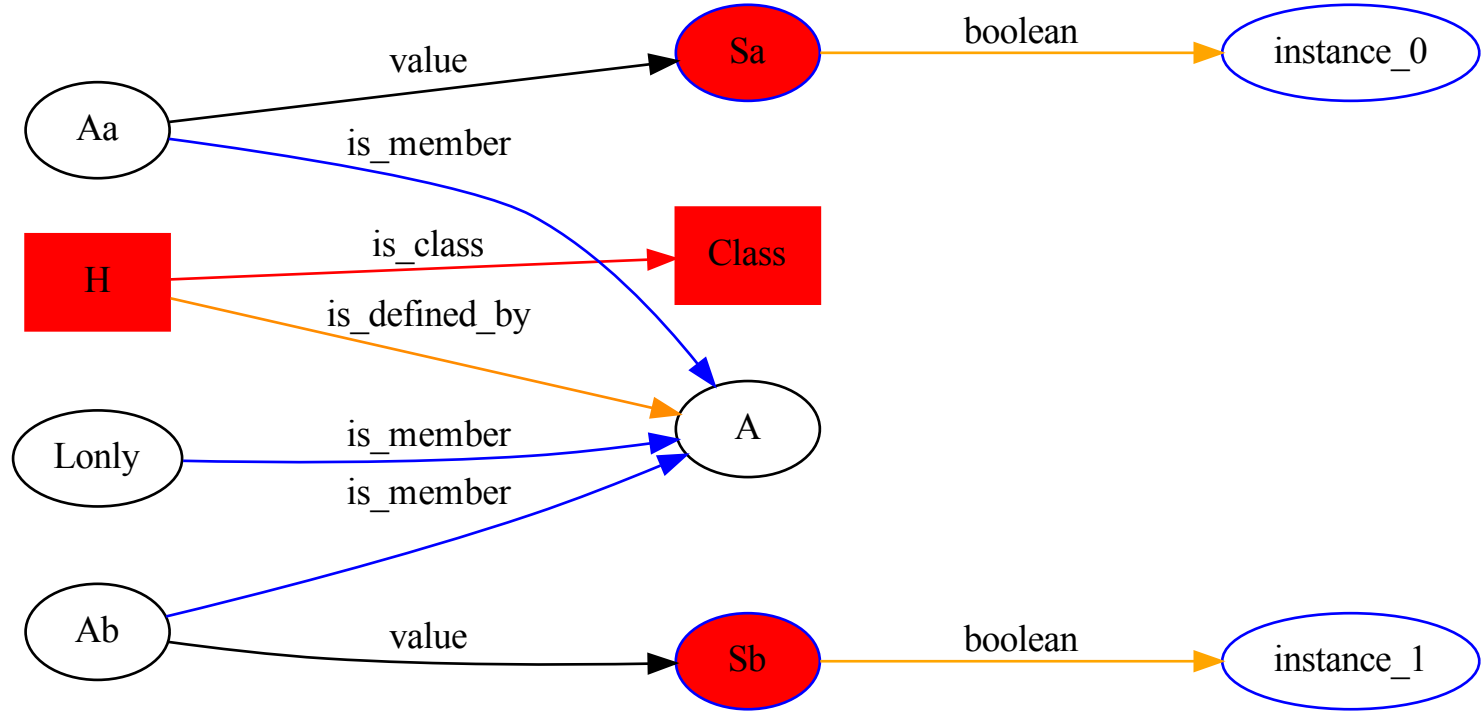 value
Sa
boolean
instance_0
Aa
is_member
H
is_class
Class
is_defined_by
A
Lonly
is_member
is_member
Ab
value
Sb
boolean
instance_1